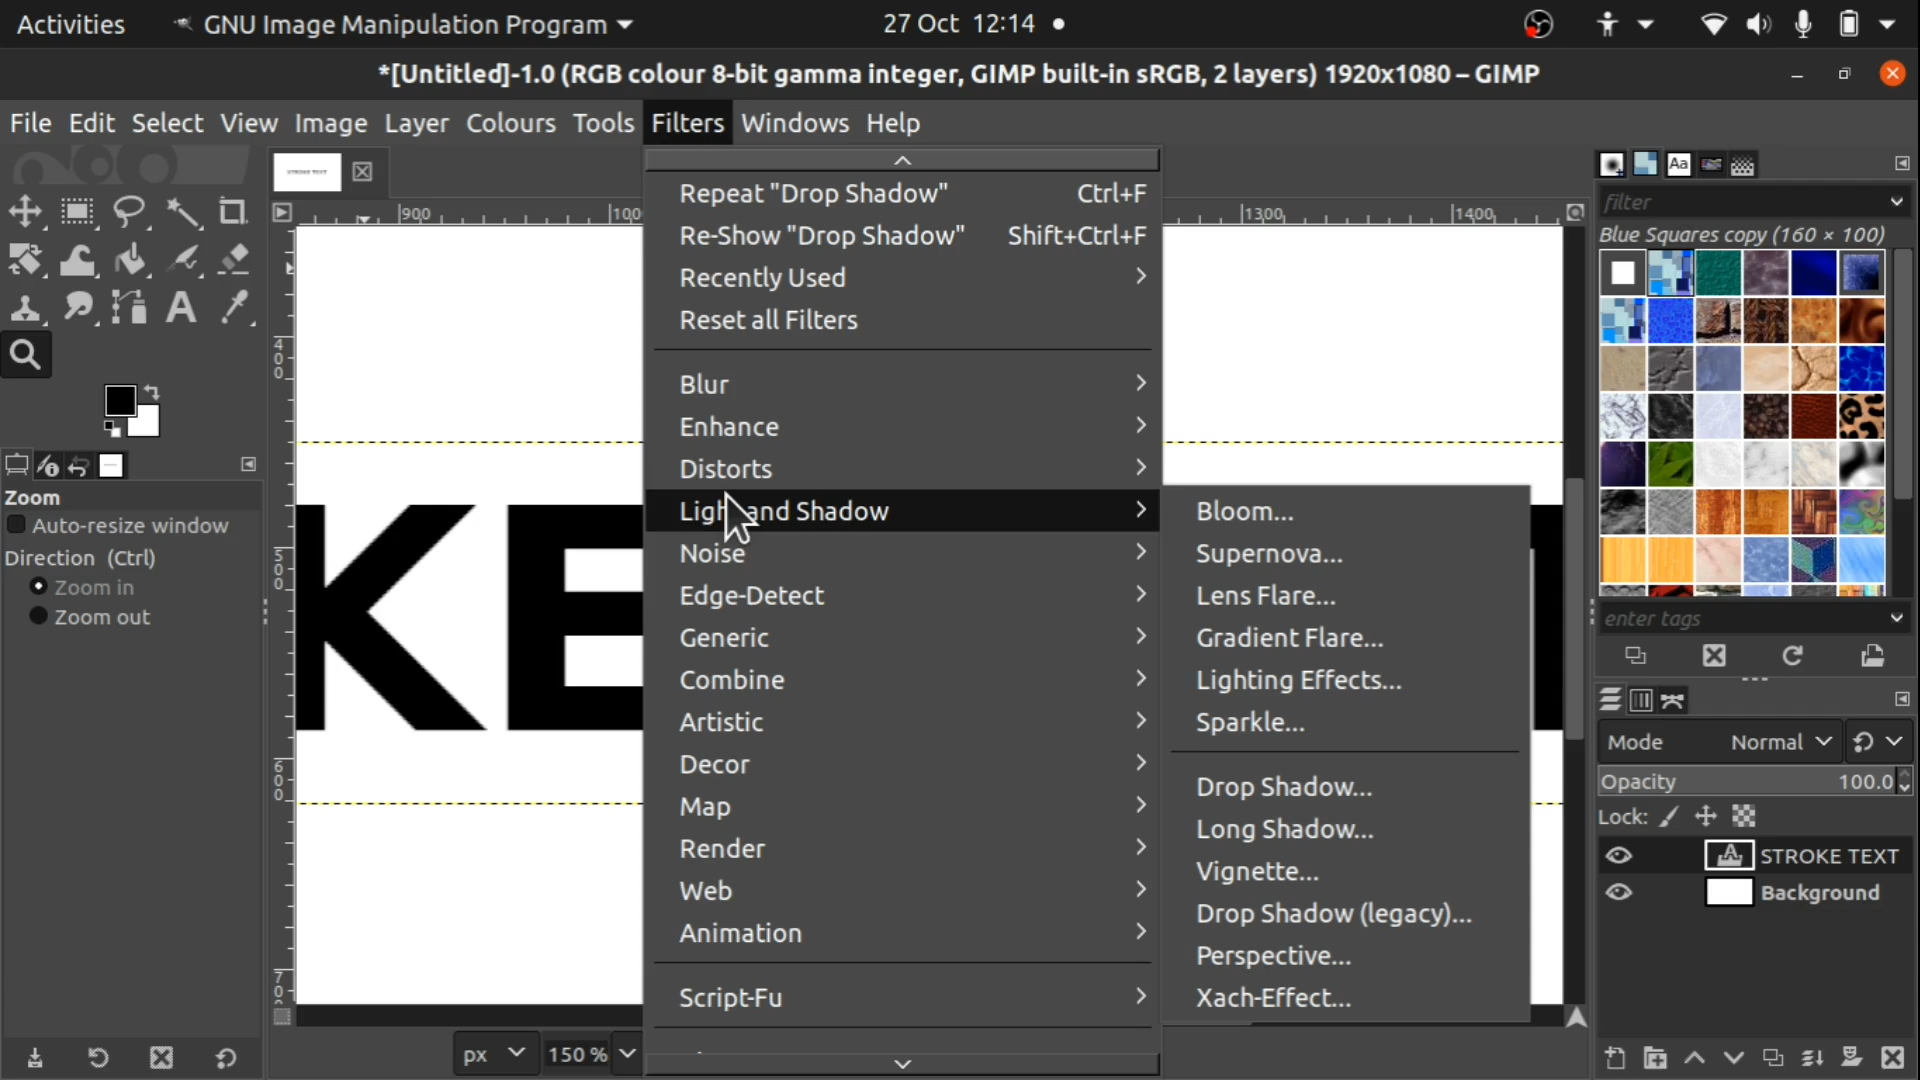 Activities GNU Image Manipulation Program 27 Oct 12:14
*[Untitled]-1.0 (RGB colour 8-bit gamma integer, GIMP built-in sRGB, 2 layers) 1920x1080 – GIMP
File Edit Select View Image Layer Colours Tools Filters Windows Help
STROKE TEXT
Aa
filter
900 1300 1400
Blue Squares copy (160 × 100)
400
500
600
KE
Zoom
Auto-resize window
Direction (Ctrl)
Zoom in
Zoom out
Repeat "Drop Shadow" Ctrl+F
Re-Show "Drop Shadow" Shift+Ctrl+F
Recently Used
Reset all Filters
Blur
Enhance
Distorts
and Shadow
Noise
Edge-Detect
Generic
Combine
Artistic
Decor
Map
Render
Web
Animation
Script-Fu
Bloom...
Supernova...
Lens Flare...
Gradient Flare...
Lighting Effects...
Sparkle...
Drop Shadow...
Long Shadow...
Vignette...
Drop Shadow (legacy)...
Perspective...
Xach-Effect...
enter tags
Mode Normal
Opacity 100.0
Lock:
STROKE TEXT
Background
px 150 %